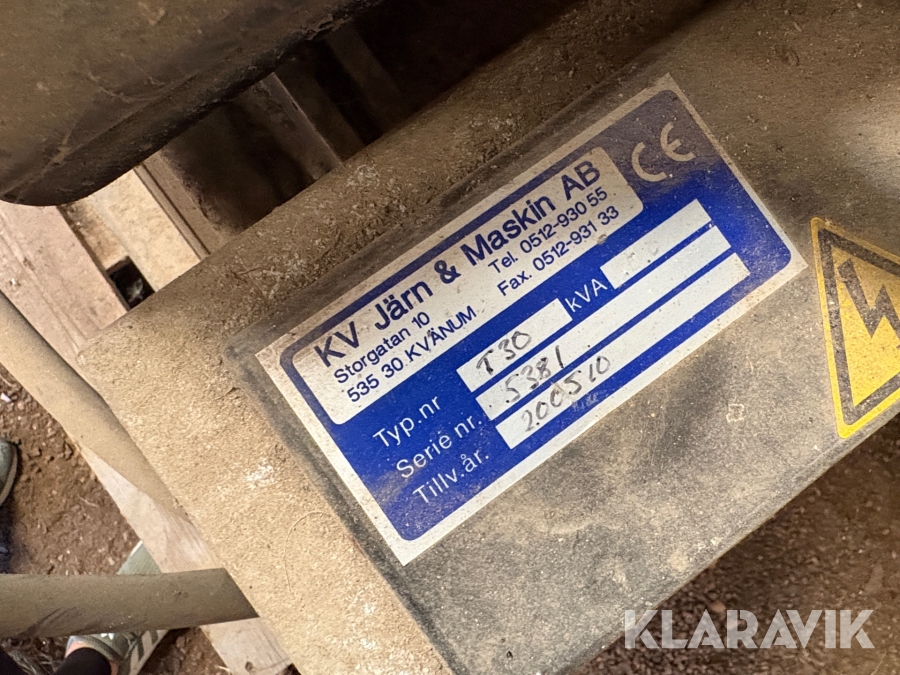 KV Järn & Maskin AB
Storgatan 10 Tel. 0512-930 55
535 30 KVÄNUM Fax. 0512-931 33
CE
Typ.nr T30 kVA
Serie nr. 5381
Tillv.år. 200510
KLARAVIK